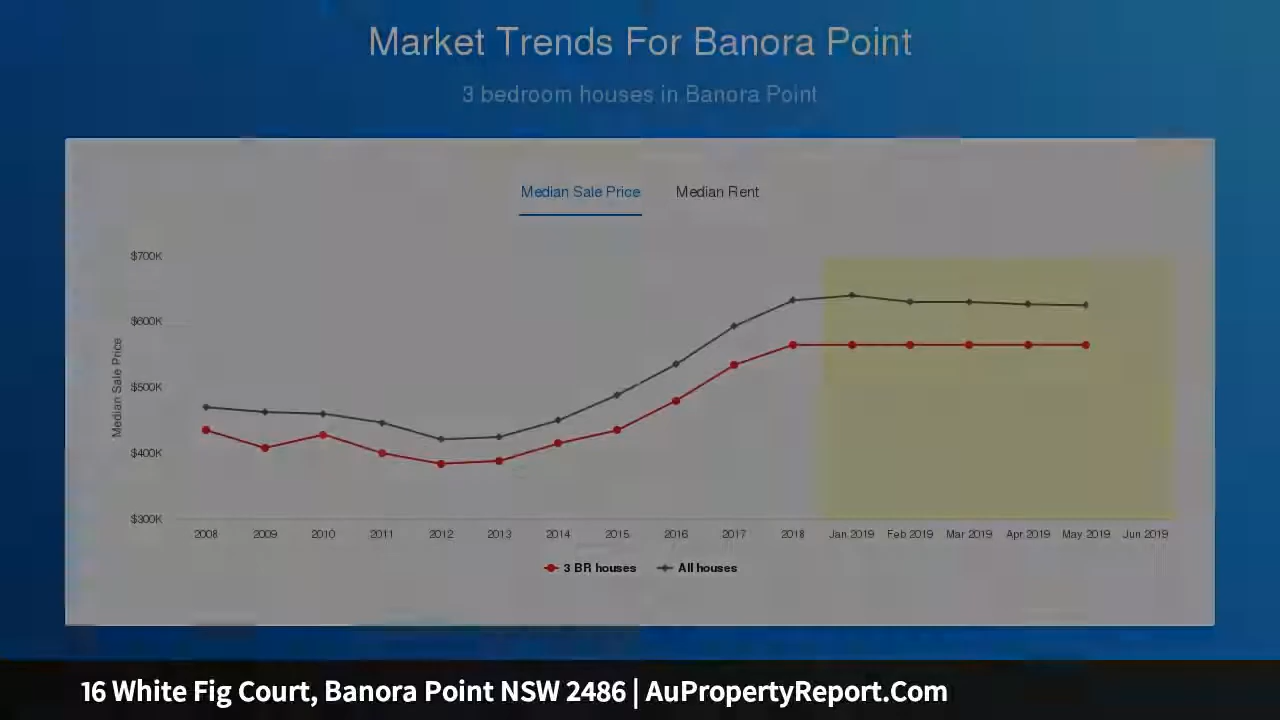 Market Trends For Banora Point
3 bedroom houses in Banora Point
Median Sale Price Median Rent
$700K
$600K
$500K
$400K
$300K
Median Sale Price
2008 2009 2010 2011 2012 2013 2014 2015 2016 2017 2018 Jan 2019 Feb 2019 Mar 2019 Apr 2019 May 2019 Jun 2019
3 BR houses All houses
16 White Fig Court, Banora Point NSW 2486 | AuPropertyReport.Com